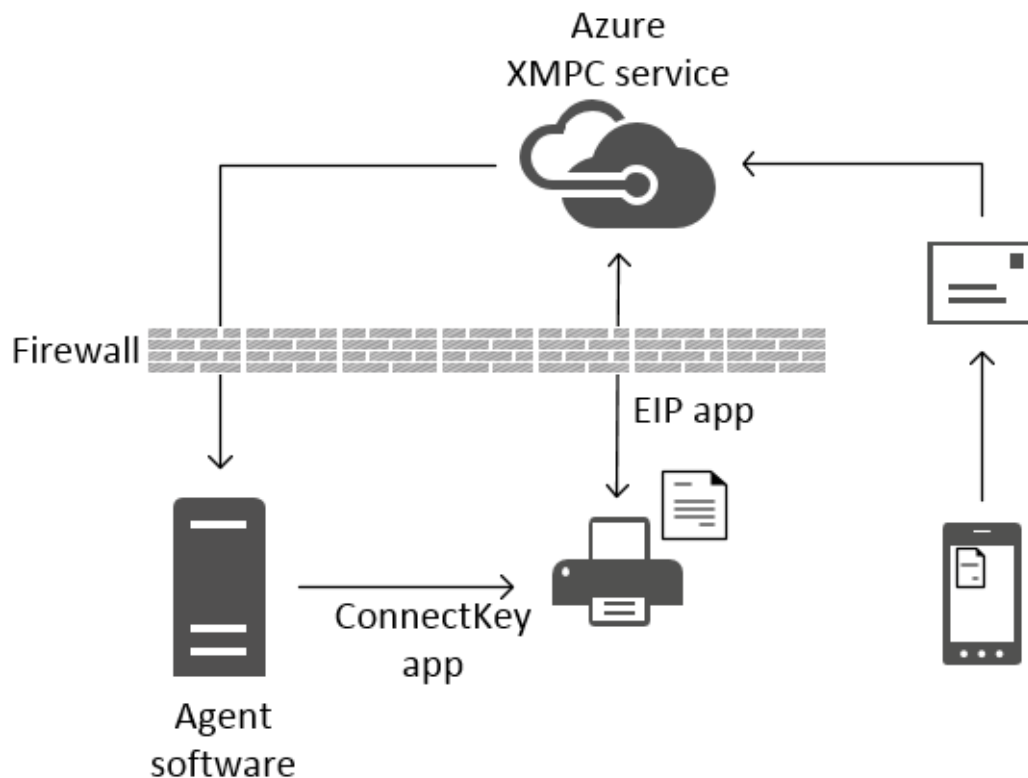 Azure
XMPC service
Firewall
EIP app
ConnectKey
app
Agent
software